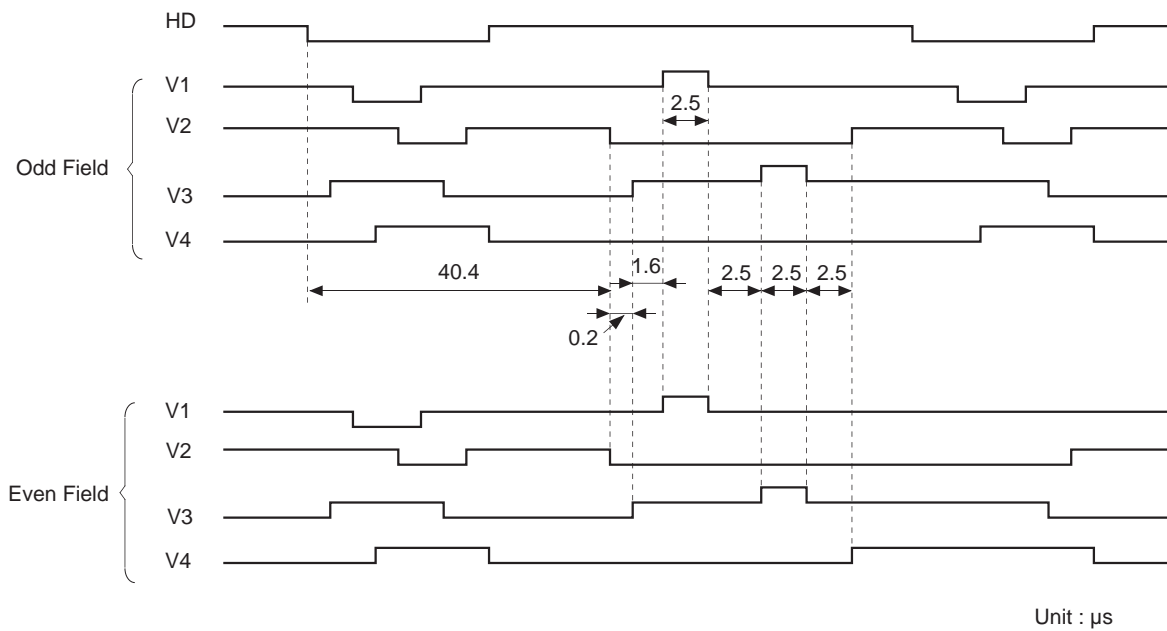 HD
Odd Field
V1
2.5
V2
V3
V4
40.4
1.6
2.5 2.5 2.5
0.2
Even Field
V1
V2
V3
V4
Unit : μs